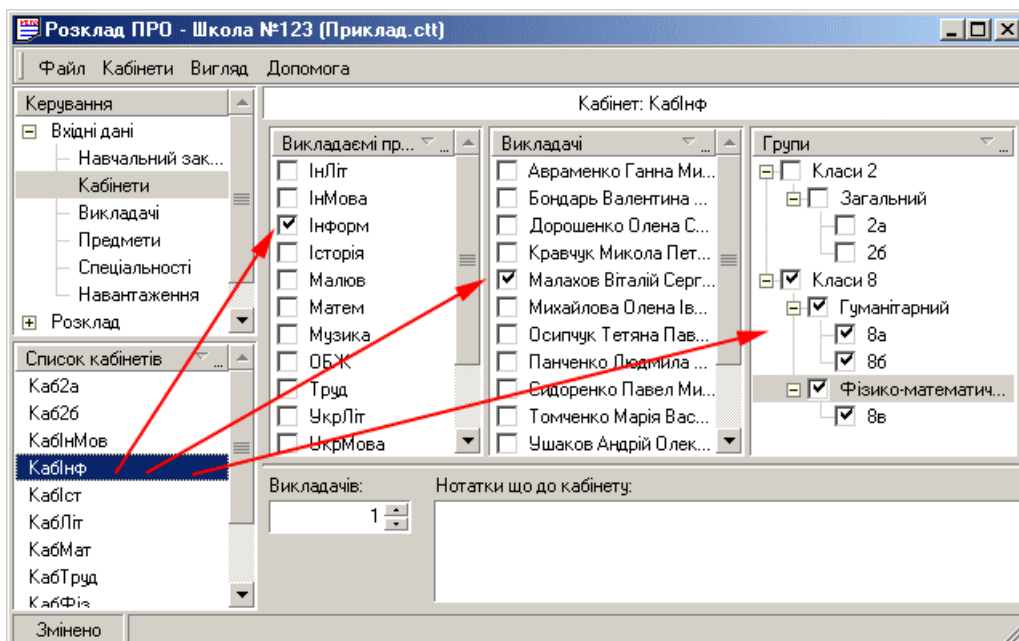 Розклад ПРО - Школа №123 (Приклад.ctt)
Файл Кабінети Вигляд Допомога
Керування
Вхідні дані
Навчальний зак...
Кабінети
Викладачі
Предмети
Спеціальності
Навантаження
Розклад
Список кабінетів ...
Каб2а
Каб2б
КабІнМов
КабІнф
КабІст
КабЛіт
КабМат
КабТруд
КабФіз
Кабінет: КабІнф
Викладаємі пр... ...
ІнЛіт
ІнМова
Інформ
Історія
Малюв
Матем
Музика
ОБЖ
Труд
УкрЛіт
УкрМова
Викладачі ...
Авраменко Ганна Ми...
Бондарь Валентина ...
Дорошенко Олена С...
Кравчук Микола Пет...
Малахов Віталій Серг...
Михайлова Олена Ів...
Осипчук Тетяна Пав...
Панченко Людмила ...
Сидоренко Павел Ми...
Томченко Марія Вас...
Ушаков Андрій Олек...
Групи ...
Класи 2
Загальний
2а
2б
Класи 8
Гуманітарний
8а
8б
Фізико-математич...
8в
Викладачів:
1
Нотатки що до кабінету:
Змінено